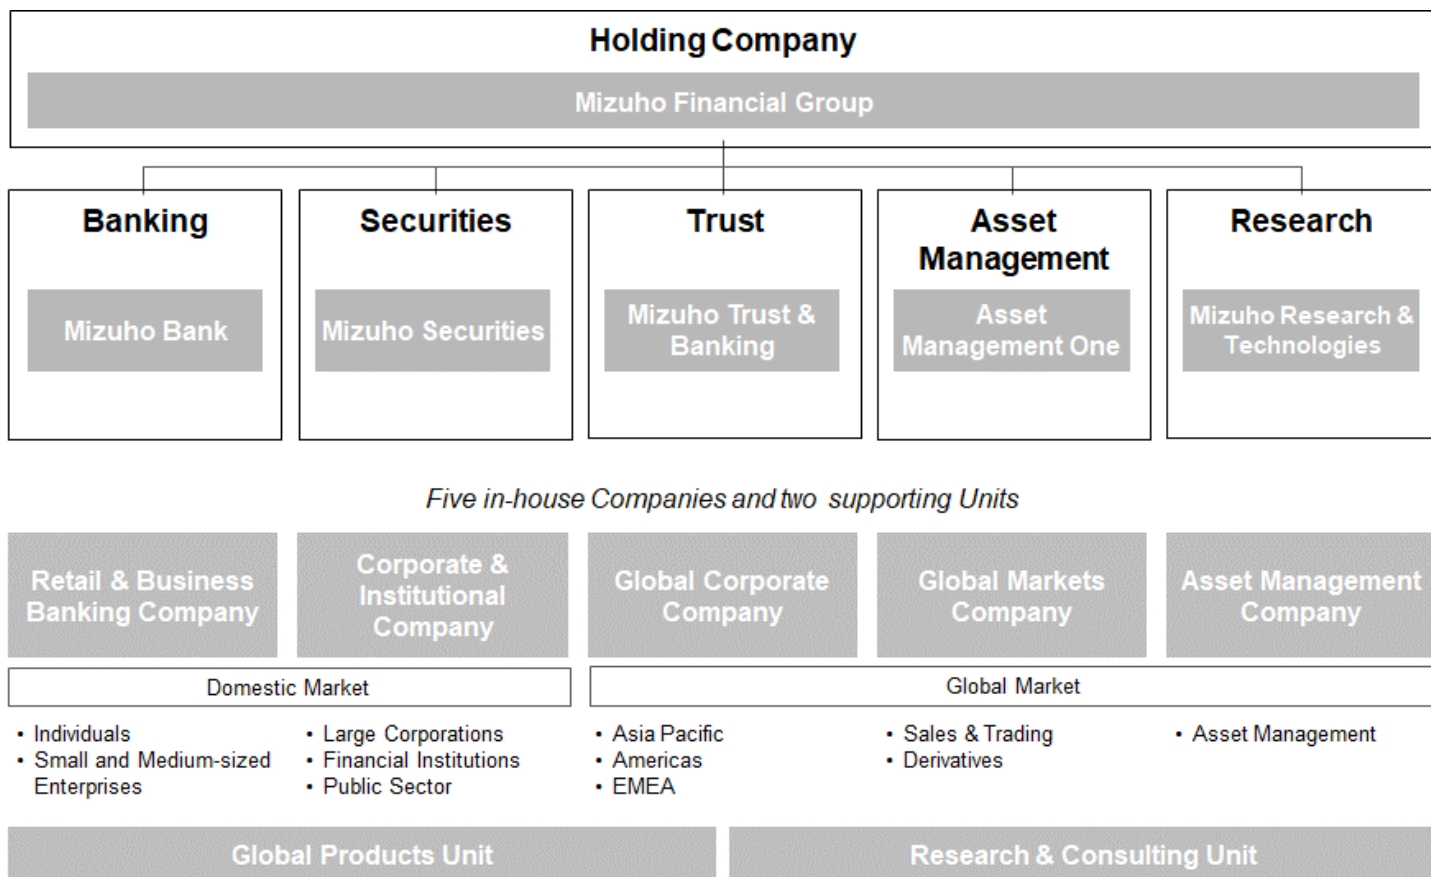 Holding Company
Mizuho Financial Group
Banking
Mizuho Bank
Securities
Mizuho Securities
Trust
Mizuho Trust &
Banking
Asset
Management
Asset
Management One
Research
Mizuho Research &
Technologies
Five in-house Companies and two supporting Units
Retail & Business
Banking Company
Corporate &
Institutional
Company
Global Corporate
Company
Global Markets
Company
Asset Management
Company
Domestic Market
Global Market
• Individuals
• Small and Medium-sized
Enterprises
• Large Corporations
• Financial Institutions
• Public Sector
• Asia Pacific
• Americas
• EMEA
• Sales & Trading
• Derivatives
• Asset Management
Global Products Unit
Research & Consulting Unit